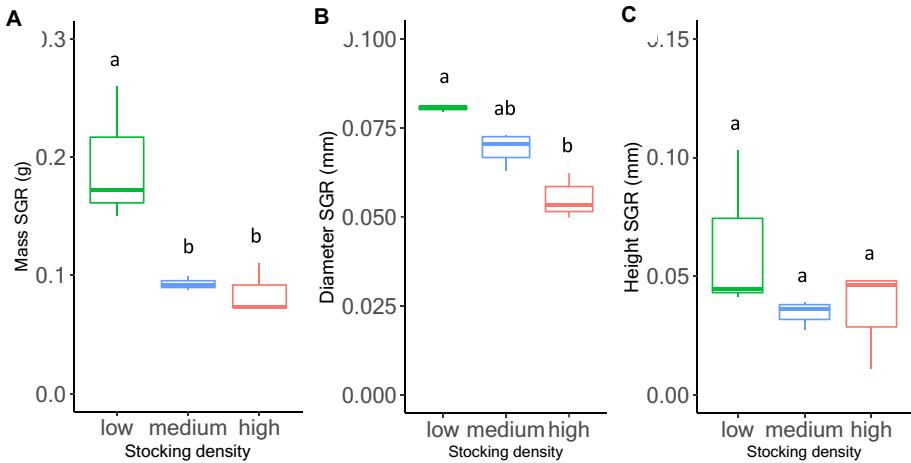 A
0.3
0.2
0.1
0.0
Mass SGR (g)
a
b
b
low medium high
Stocking density
B
0.100
0.075
0.050
0.025
0.000
Diameter SGR (mm)
a
ab
b
low medium high
Stocking density
C
0.15
0.10
0.05
0.00
Height SGR (mm)
a
a
a
low medium high
Stocking density